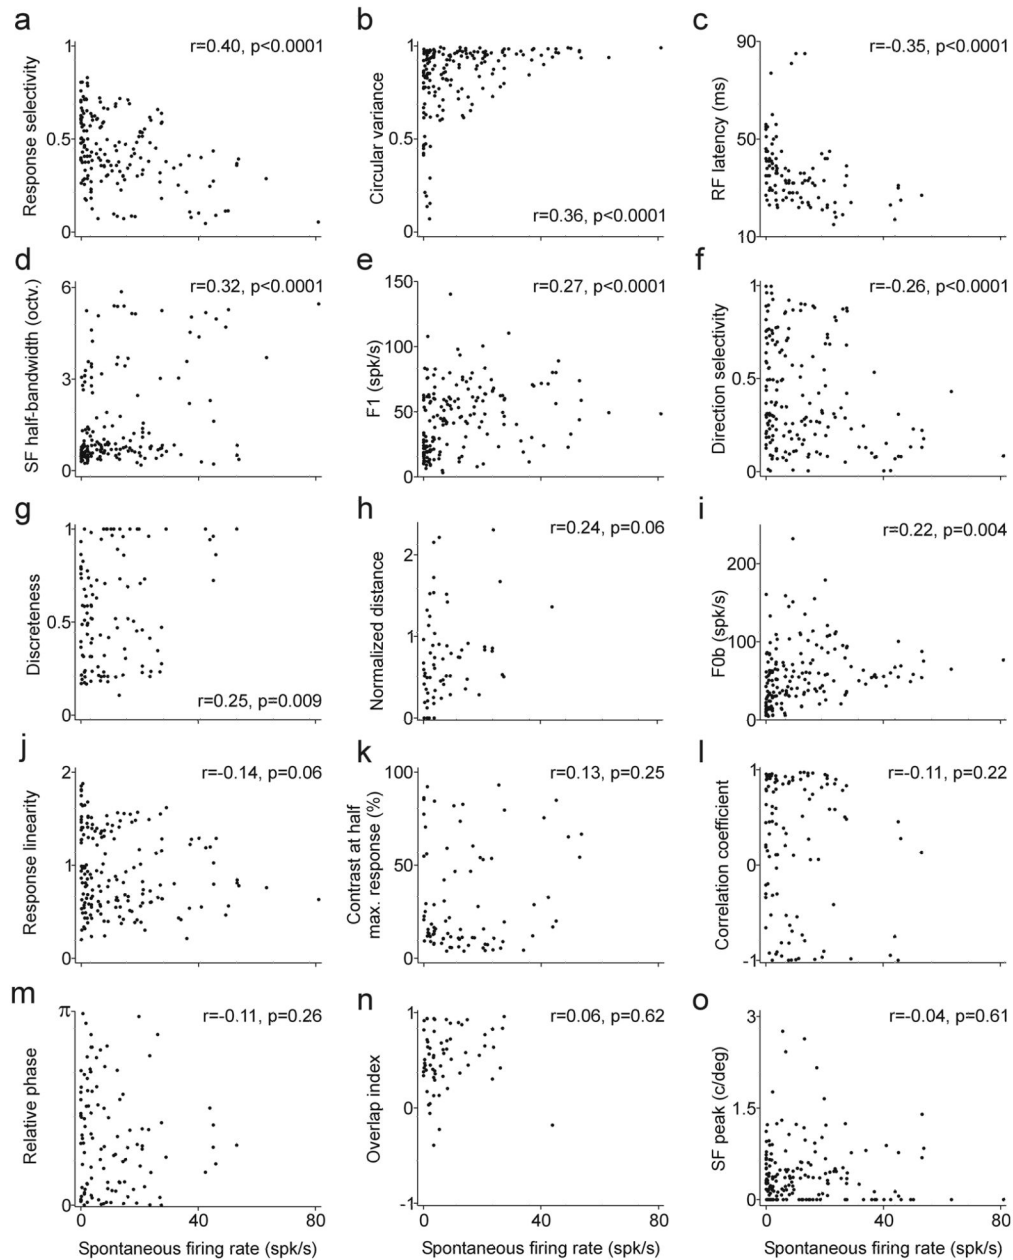 a
r=0.40, p<0.0001
Response selectivity
1
0.5
0
b
r=0.36, p<0.0001
Circular variance
1
0.5
0
c
r=-0.35, p<0.0001
RF latency (ms)
90
50
10
d
r=0.32, p<0.0001
SF half-bandwidth (octv.)
6
3
0
e
r=0.27, p<0.0001
F1 (spk/s)
150
100
50
0
f
r=-0.26, p<0.0001
Direction selectivity
1
0.5
0
g
r=0.25, p=0.009
Discreteness
1
0.5
0
h
r=0.24, p=0.06
Normalized distance
2
1
0
i
r=0.22, p=0.004
F0b (spk/s)
200
100
0
j
r=-0.14, p=0.06
Response linearity
2
1
0
k
r=0.13, p=0.25
Contrast at half
max. response (%)
100
50
0
l
r=-0.11, p=0.22
Correlation coefficient
1
0
-1
m
r=-0.11, p=0.26
Relative phase
π
0
0 40 80
Spontaneous firing rate (spk/s)
n
r=0.06, p=0.62
Overlap index
1
0
-1
0 40 80
Spontaneous firing rate (spk/s)
o
r=-0.04, p=0.61
SF peak (c/deg)
3
1.5
0
0 40 80
Spontaneous firing rate (spk/s)